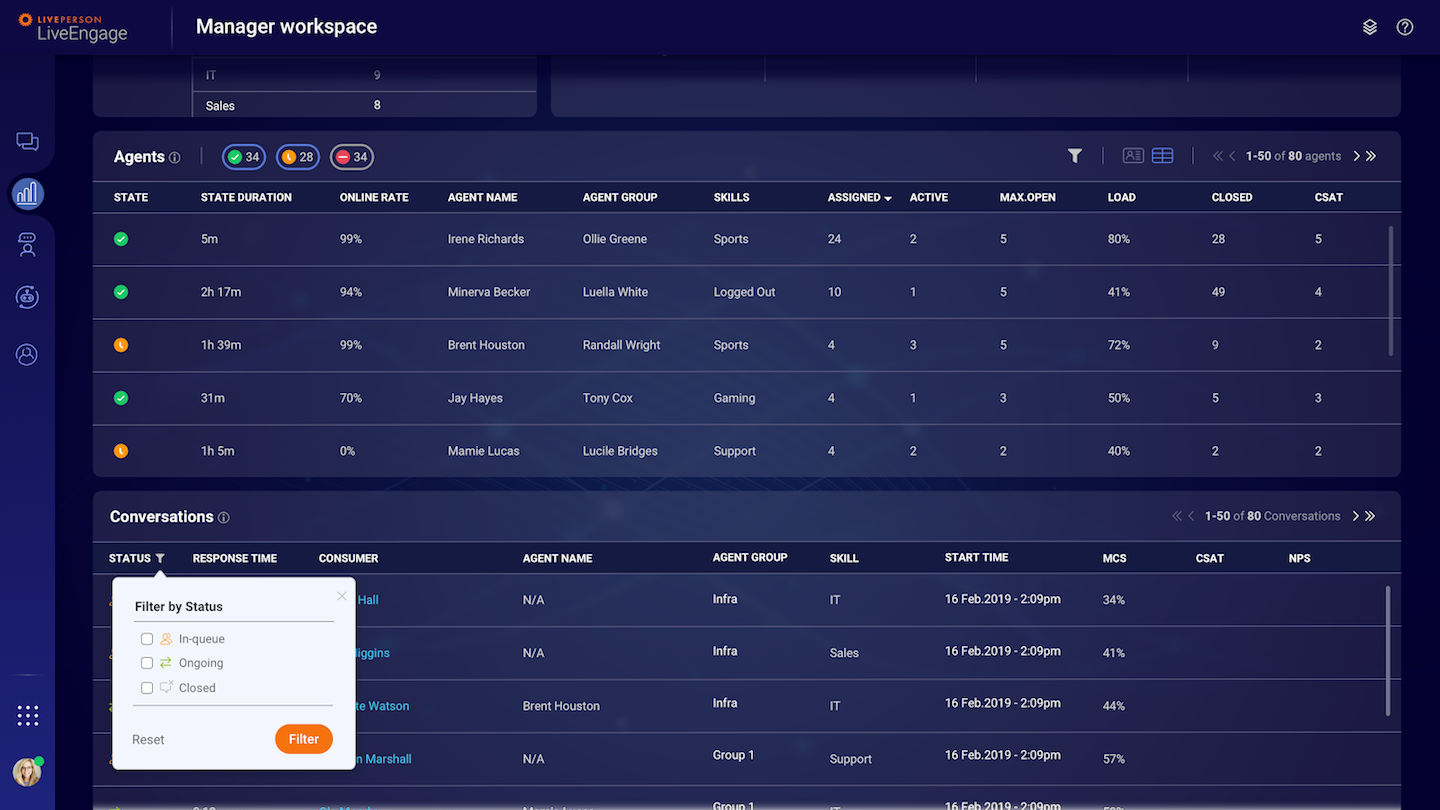 LIVEPERSON
LiveEngage
Manager workspace
IT 9
Sales 8
Agents 34 28 34 1-50 of 80 agents
STATE STATE DURATION ONLINE RATE AGENT NAME AGENT GROUP SKILLS ASSIGNED ACTIVE MAX.OPEN LOAD CLOSED CSAT
5m 99% Irene Richards Ollie Greene Sports 24 2 5 80% 28 5
2h 17m 94% Minerva Becker Luella White Logged Out 10 1 5 41% 49 4
1h 39m 99% Brent Houston Randall Wright Sports 4 3 5 72% 9 2
31m 70% Jay Hayes Tony Cox Gaming 4 1 3 50% 5 3
1h 5m 0% Mamie Lucas Lucile Bridges Support 4 2 2 40% 2 2
Conversations 1-50 of 80 Conversations
STATUS RESPONSE TIME CONSUMER AGENT NAME AGENT GROUP SKILL START TIME MCS CSAT NPS
Hall N/A Infra IT 16 Feb.2019 - 2:09pm 34%
iggins N/A Infra Sales 16 Feb.2019 - 2:09pm 41%
te Watson Brent Houston Infra IT 16 Feb.2019 - 2:09pm 44%
n Marshall N/A Group 1 Support 16 Feb.2019 - 2:09pm 57%
Group 1 IT 16 Feb.2019 - 2:09pm
Filter by Status
In-queue
Ongoing
Closed
Reset Filter